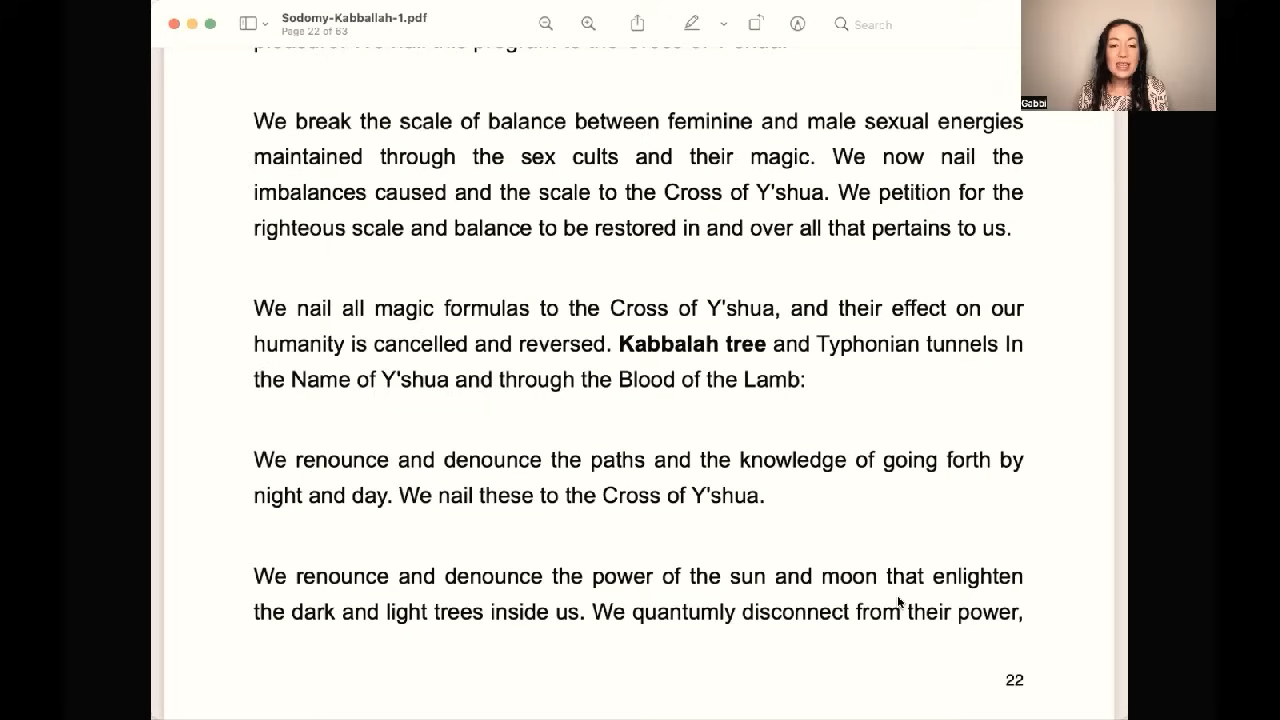 Sodomy-Kabballah-1.pdf
Page 22 of 63
Search
Gabbi
We break the scale of balance between feminine and male sexual energies
maintained through the sex cults and their magic. We now nail the
imbalances caused and the scale to the Cross of Y'shua. We petition for the
righteous scale and balance to be restored in and over all that pertains to us.
We nail all magic formulas to the Cross of Y'shua, and their effect on our
humanity is cancelled and reversed. Kabbalah tree and Typhonian tunnels In
the Name of Y'shua and through the Blood of the Lamb:
We renounce and denounce the paths and the knowledge of going forth by
night and day. We nail these to the Cross of Y'shua.
We renounce and denounce the power of the sun and moon that enlighten
the dark and light trees inside us. We quantumly disconnect from their power,
22